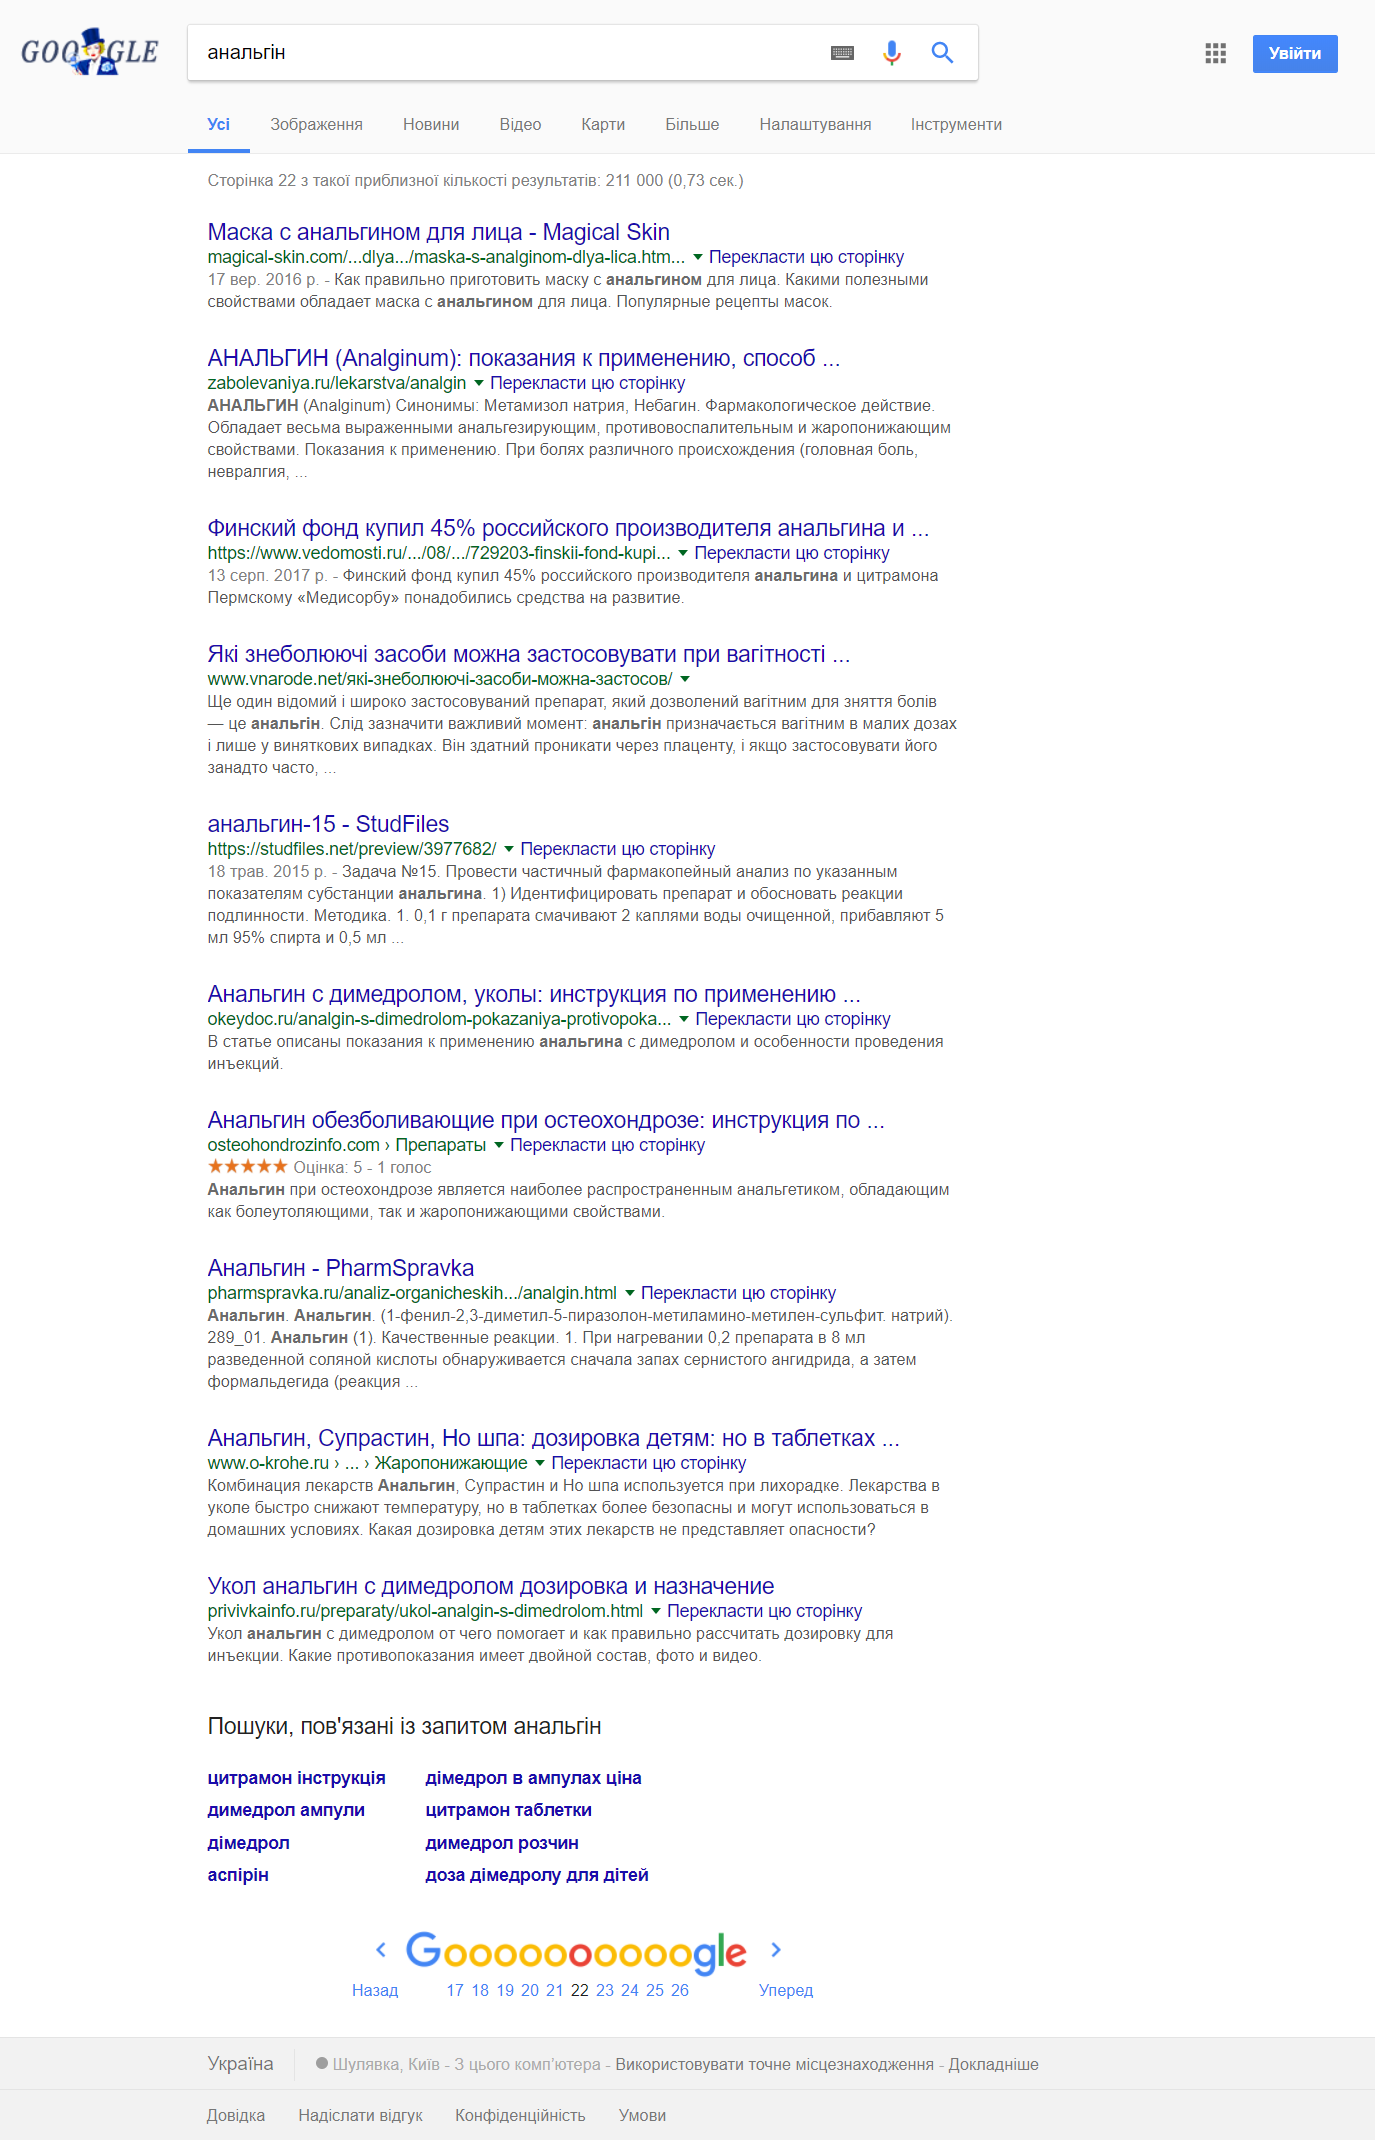 GOOGLE
анальгін
Увійти
Усі Зображення Новини Відео Карти Більше Налаштування Інструменти
Сторінка 22 з такої приблизної кількості результатів: 211 000 (0,73 сек.)
Маска с анальгином для лица - Magical Skin
magical-skin.com/...dlya.../maska-s-analginom-dlya-lica.htm... Перекласти цю сторінку
17 вер. 2016 р. - Как правильно приготовить маску с анальгином для лица. Какими полезными
свойствами обладает маска с анальгином для лица. Популярные рецепты масок.
АНАЛЬГИН (Analginum): показания к применению, способ ...
zabolevaniya.ru/lekarstva/analgin Перекласти цю сторінку
АНАЛЬГИН (Analginum) Синонимы: Метамизол натрия, Небагин. Фармакологическое действие.
Обладает весьма выраженными анальгезирующим, противовоспалительным и жаропонижающим
свойствами. Показания к применению. При болях различного происхождения (головная боль,
невралгия, ...
Финский фонд купил 45% российского производителя анальгина и ...
https://www.vedomosti.ru/.../08/.../729203-finskii-fond-kupi... Перекласти цю сторінку
13 серп. 2017 р. - Финский фонд купил 45% российского производителя анальгина и цитрамона
Пермскому «Медисорбу» понадобились средства на развитие.
Які знеболюючі засоби можна застосовувати при вагітності ...
www.vnarode.net/які-знеболюючі-засоби-можна-застосов/
Ще один відомий і широко застосовуваний препарат, який дозволений вагітним для зняття болів
— це анальгін. Слід зазначити важливий момент: анальгін призначається вагітним в малих дозах
і лише у виняткових випадках. Він здатний проникати через плаценту, і якщо застосовувати його
занадто часто, ...
анальгин-15 - StudFiles
https://studfiles.net/preview/3977682/ Перекласти цю сторінку
18 трав. 2015 р. - Задача №15. Провести частичный фармакопейный анализ по указанным
показателям субстанции анальгина. 1) Идентифицировать препарат и обосновать реакции
подлинности. Методика. 1. 0,1 г препарата смачивают 2 каплями воды очищенной, прибавляют 5
мл 95% спирта и 0,5 мл ...
Анальгин с димедролом, уколы: инструкция по применению ...
okeydoc.ru/analgin-s-dimedrolom-pokazaniya-protivopoka... Перекласти цю сторінку
В статье описаны показания к применению анальгина с димедролом и особенности проведения
инъекций.
Анальгин обезболивающие при остеохондрозе: инструкция по ...
osteohondrozinfo.com › Препараты Перекласти цю сторінку
Оцінка: 5 - 1 голос
Анальгин при остеохондрозе является наиболее распространенным анальгетиком, обладающим
как болеутоляющими, так и жаропонижающими свойствами.
Анальгин - PharmSpravka
pharmspravka.ru/analiz-organicheskih.../analgin.html Перекласти цю сторінку
Анальгин. Анальгин. (1-фенил-2,3-диметил-5-пиразолон-метиламино-метилен-сульфит. натрий).
289_01. Анальгин (1). Качественные реакции. 1. При нагревании 0,2 препарата в 8 мл
разведенной соляной кислоты обнаруживается сначала запах сернистого ангидрида, а затем
формальдегида (реакция ...
Анальгин, Супрастин, Но шпа: дозировка детям: но в таблетках ...
www.o-krohe.ru › ... › Жаропонижающие Перекласти цю сторінку
Комбинация лекарств Анальгин, Супрастин и Но шпа используется при лихорадке. Лекарства в
уколе быстро снижают температуру, но в таблетках более безопасны и могут использоваться в
домашних условиях. Какая дозировка детям этих лекарств не представляет опасности?
Укол анальгин с димедролом дозировка и назначение
privivkainfo.ru/preparaty/ukol-analgin-s-dimedrolom.html Перекласти цю сторінку
Укол анальгин с димедролом от чего помогает и как правильно рассчитать дозировку для
инъекции. Какие противопоказания имеет двойной состав, фото и видео.
Пошуки, пов'язані із запитом анальгін
цитрамон інструкція дімедрол в ампулах ціна
димедрол ампули цитрамон таблетки
дімедрол димедрол розчин
аспірін доза дімедролу для дітей
Goooooooooogle
Назад 17 18 19 20 21 22 23 24 25 26 Уперед
Україна Шулявка, Київ - З цього комп'ютера - Використовувати точне місцезнаходження - Докладніше
Довідка Надіслати відгук Конфіденційність Умови